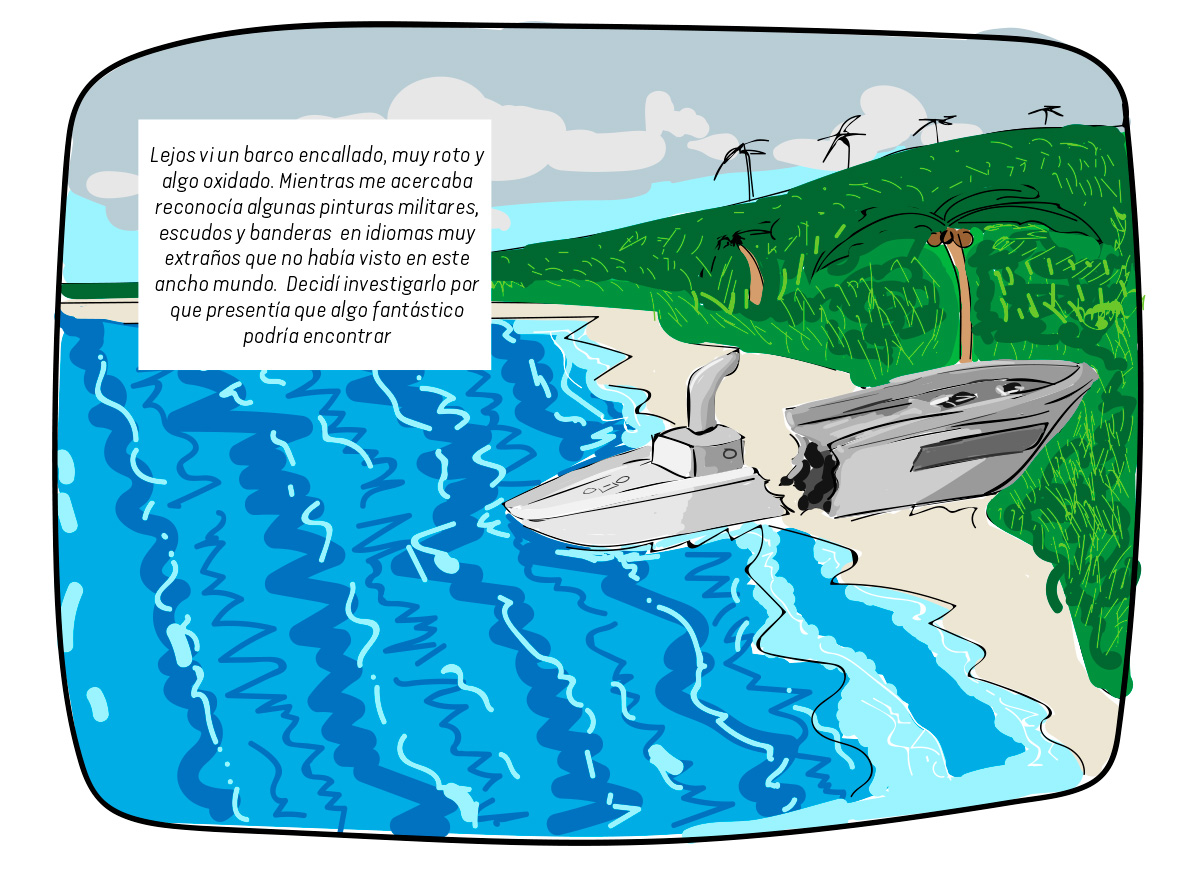 Lejos vi un barco encallado, muy roto y
algo oxidado. Mientras me acercaba
reconocía algunas pinturas militares,
escudos y banderas en idiomas muy
extraños que no había visto en este
ancho mundo. Decidí investigarlo por
que presentía que algo fantástico
podría encontrar